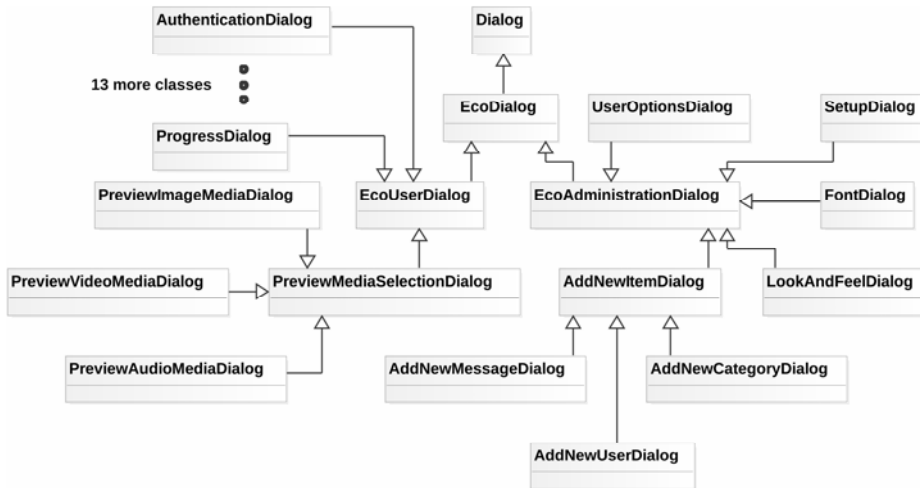 AuthenticationDialog
Dialog
13 more classes
EcoDialog
UserOptionsDialog
SetupDialog
ProgressDialog
PreviewImageMediaDialog
EcoUserDialog
EcoAdministrationDialog
FontDialog
PreviewVideoMediaDialog
PreviewMediaSelectionDialog
AddNewItemDialog
LookAndFeelDialog
PreviewAudioMediaDialog
AddNewMessageDialog
AddNewCategoryDialog
AddNewUserDialog